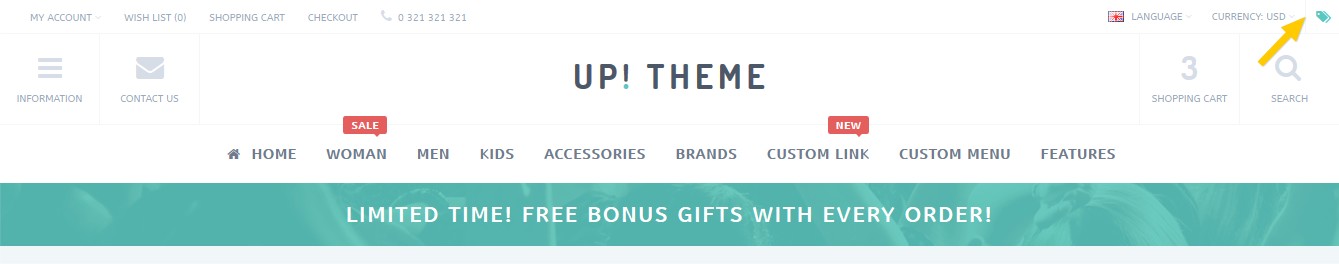 MY ACCOUNT WISH LIST (0) SHOPPING CART CHECKOUT 0 321 321 321 LANGUAGE CURRENCY: USD
INFORMATION CONTACT US UP! THEME 3 SHOPPING CART SEARCH
SALE NEW
HOME WOMAN MEN KIDS ACCESSORIES BRANDS CUSTOM LINK CUSTOM MENU FEATURES
LIMITED TIME! FREE BONUS GIFTS WITH EVERY ORDER!